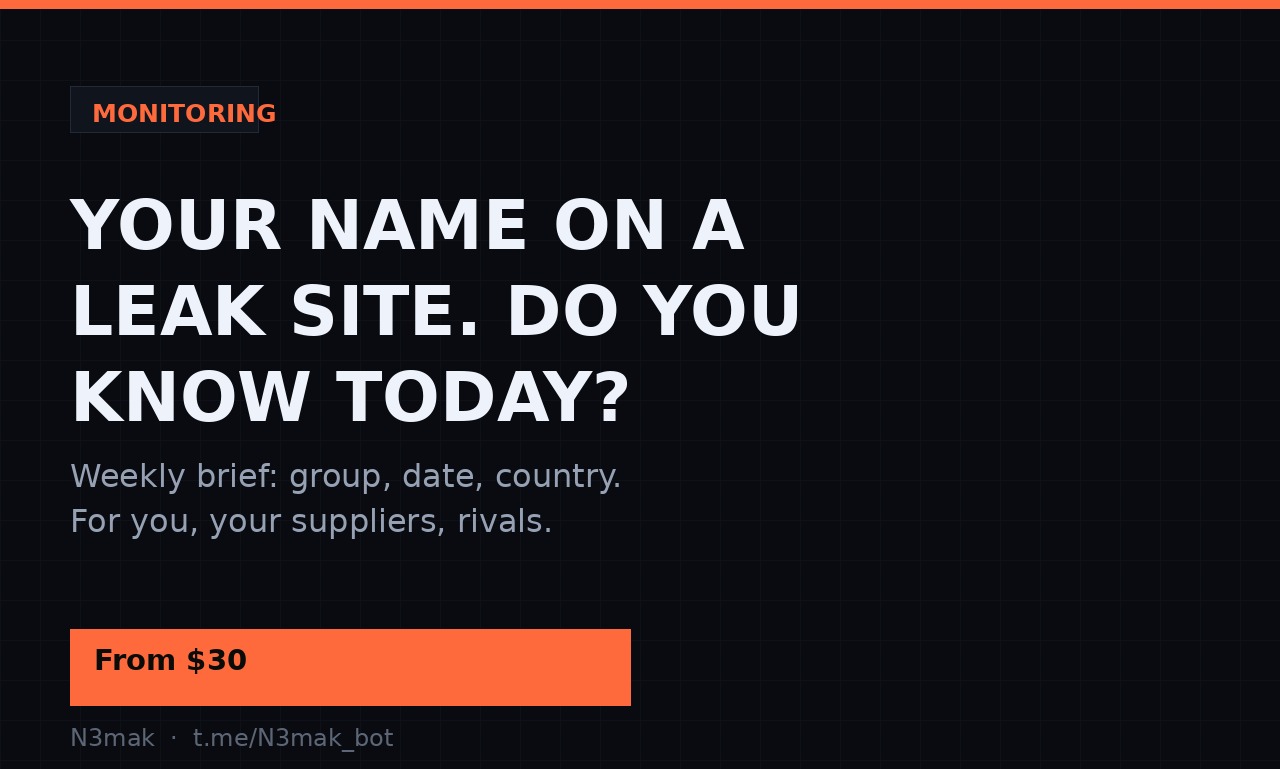 MONITORING
YOUR NAME ON A
LEAK SITE. DO YOU
KNOW TODAY?
Weekly brief: group, date, country.
For you, your suppliers, rivals.
From $30
N3mak · t.me/N3mak_bot